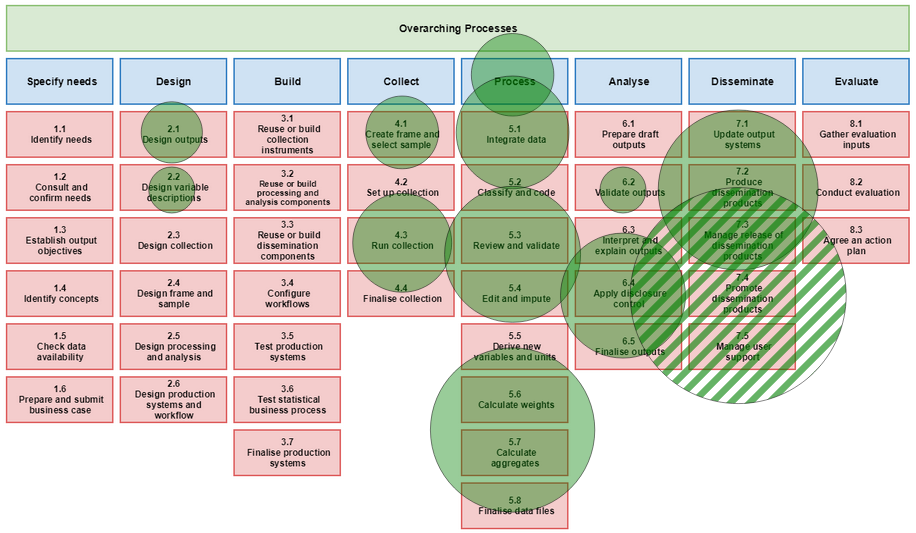 Overarching Processes
Specify needs
Design
Build
Collect
Process
Analyse
Disseminate
Evaluate
1.1
Identify needs
1.2
Consult and
confirm needs
1.3
Establish output
objectives
1.4
Identify concepts
1.5
Check data
availability
1.6
Prepare and submit
business case
2.1
Design outputs
2.2
Design variable
descriptions
2.3
Design collection
2.4
Design frame and
sample
2.5
Design processing
and analysis
2.6
Design production
systems and
workflow
3.1
Reuse or build
collection
instruments
3.2
Reuse or build
processing and
analysis components
3.3
Reuse or build
dissemination
components
3.4
Configure
workflows
3.5
Test production
systems
3.6
Test statistical
business process
3.7
Finalise production
systems
4.1
Create frame and
select sample
4.2
Set up collection
4.3
Run collection
4.4
Finalise collection
5.1
Integrate data
5.2
Classify and code
5.3
Review and validate
5.4
Edit and impute
5.5
Derive new
variables and units
5.6
Calculate weights
5.7
Calculate
aggregates
5.8
Finalise data files
6.1
Prepare draft
outputs
6.2
Validate outputs
6.3
Interpret and
explain outputs
6.4
Apply disclosure
control
6.5
Finalise outputs
7.1
Update output
systems
7.2
Produce
dissemination
products
7.3
Manage release of
dissemination
products
7.4
Promote
dissemination
products
7.5
Manage user
support
8.1
Gather evaluation
inputs
8.2
Conduct evaluation
8.3
Agree an action
plan